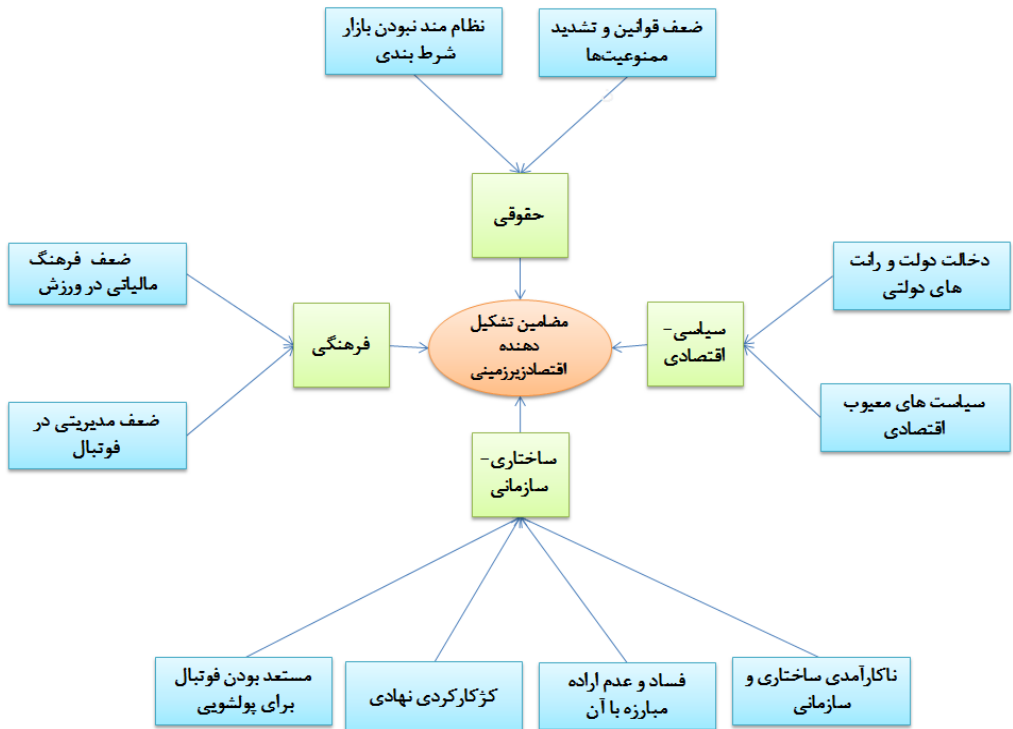 نظام مند نبودن بازار
شرط بندی
ضعف قوانین و تشدید
ممنوعیت‌ها
حقوقی
ضعف فرهنگ
مالیاتی در ورزش
دخالت دولت و رانت
های دولتی
فرهنگی
مضامین تشکیل
دهنده
اقتصادزیرزمینی
سیاسی-
اقتصادی
ضعف مدیریتی در
فوتبال
سیاست های معیوب
اقتصادی
ساختاری-
سازمانی
مستعد بودن فوتبال
برای پولشویی
کژکارکردی نهادی
فساد و عدم اراده
مبارزه با آن
ناکارآمدی ساختاری و
سازمانی